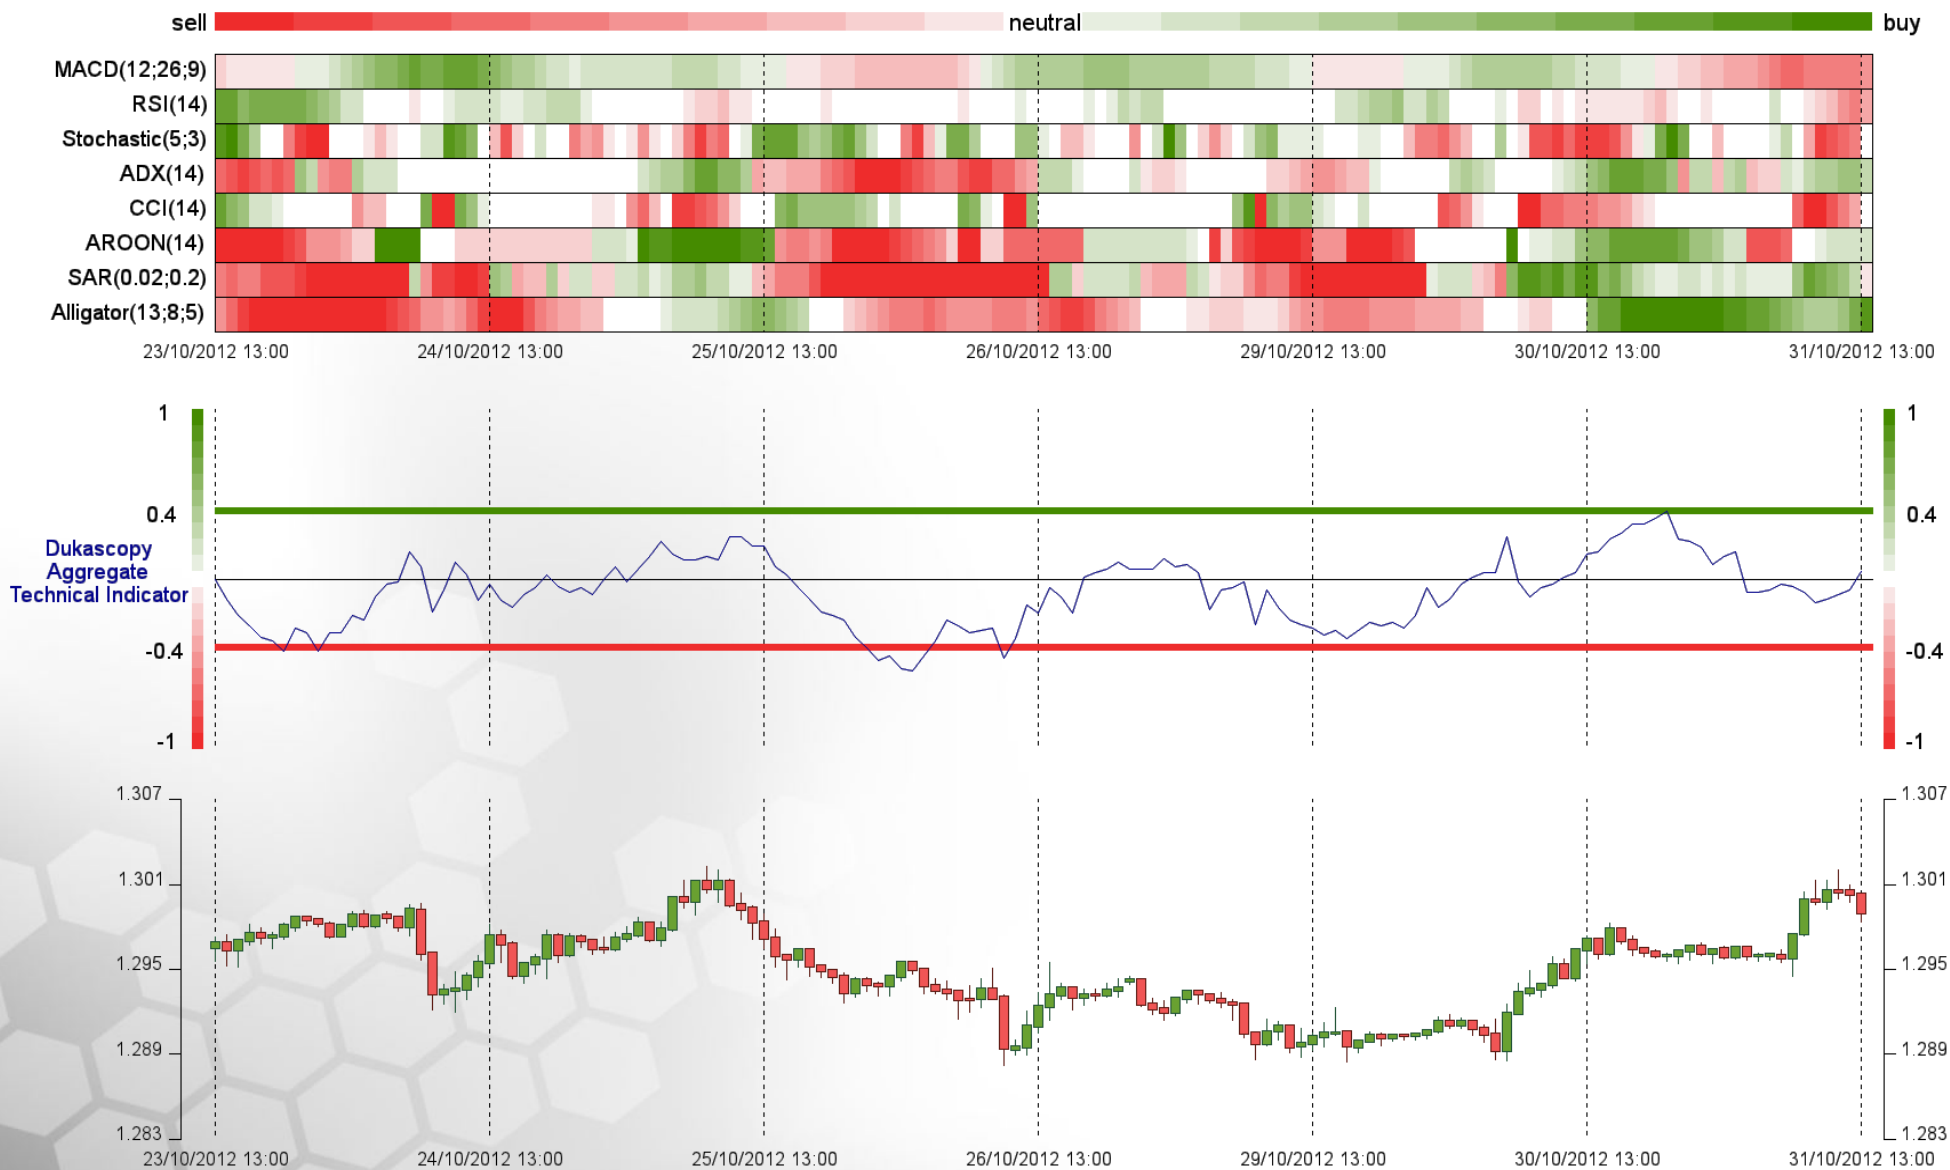 sell neutral buy
MACD(12;26;9)
RSI(14)
Stochastic(5;3)
ADX(14)
CCI(14)
AROON(14)
SAR(0.02;0.2)
Alligator(13;8;5)
23/10/2012 13:00 24/10/2012 13:00 25/10/2012 13:00 26/10/2012 13:00 29/10/2012 13:00 30/10/2012 13:00 31/10/2012 13:00
1 1
0.4 0.4
Dukascopy
Aggregate
Technical Indicator
-0.4 -0.4
-1 -1
1.307 1.307
1.301 1.301
1.295 1.295
1.289 1.289
1.283 1.283
23/10/2012 13:00 24/10/2012 13:00 25/10/2012 13:00 26/10/2012 13:00 29/10/2012 13:00 30/10/2012 13:00 31/10/2012 13:00